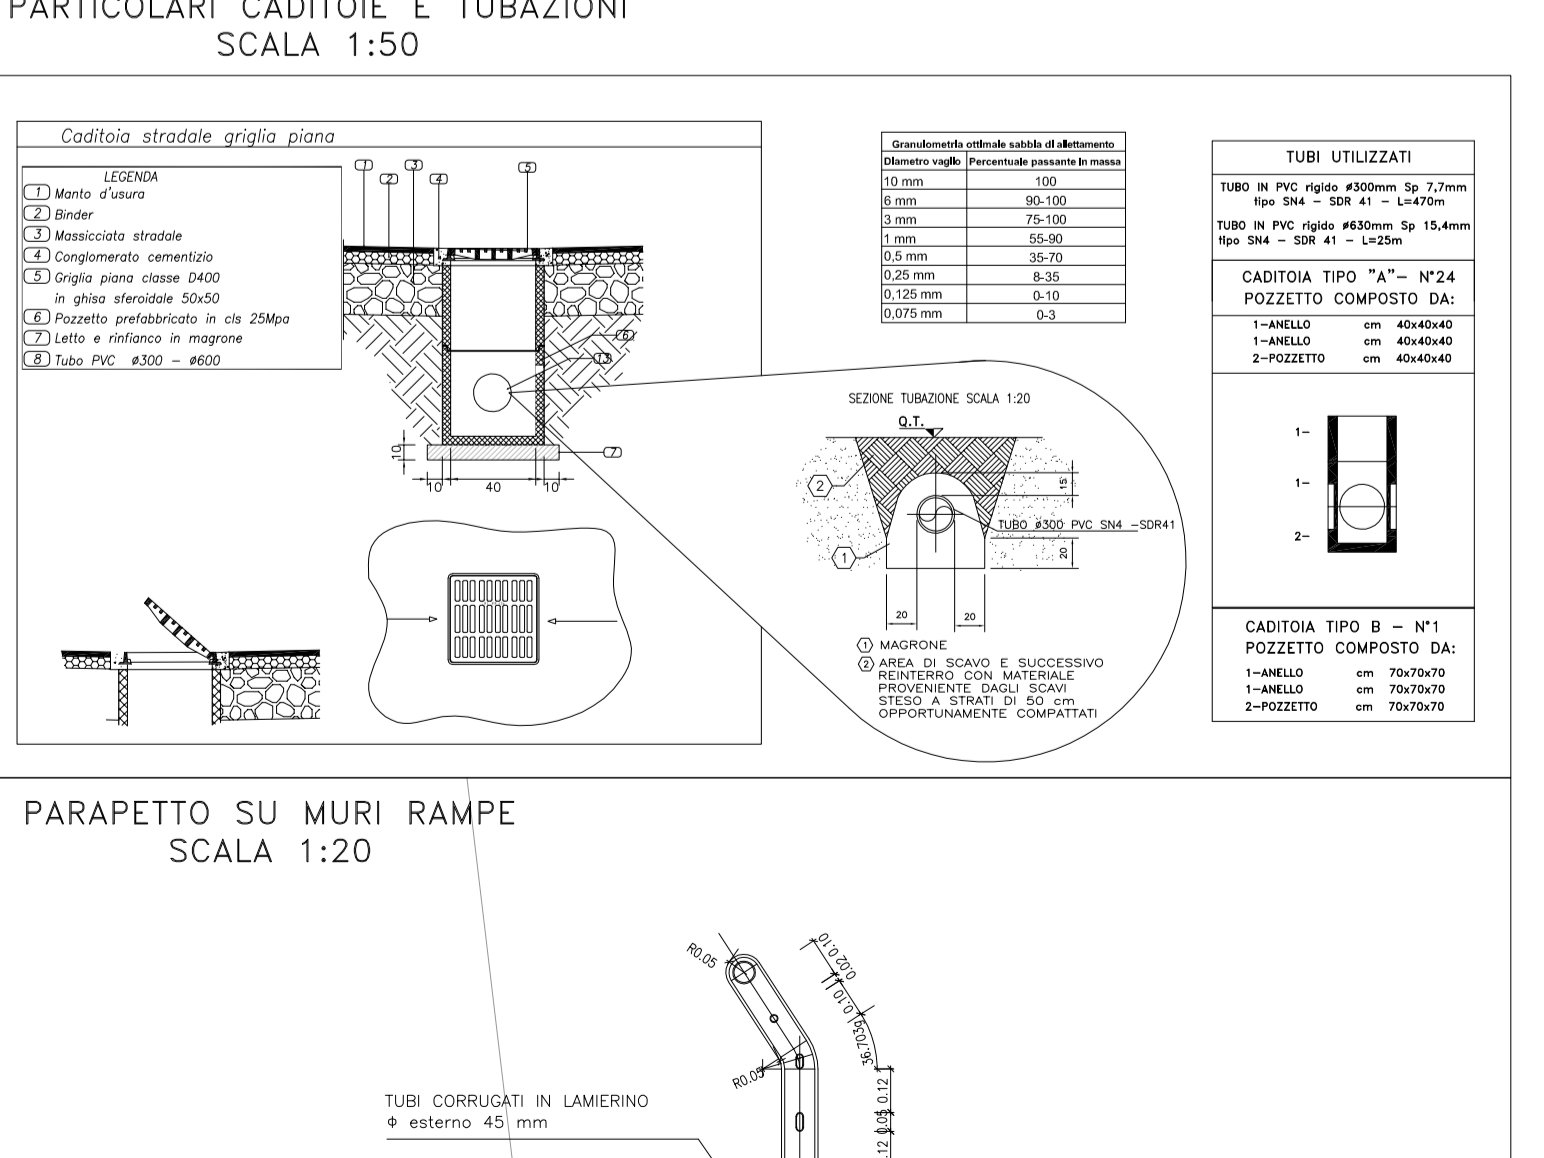 PARTICOLARI CADITOIE E TUBAZIONI
SCALA 1:50
Caditoia stradale griglia piana
LEGENDA
1 Manto d'usura
2 Binder
3 Massicciata stradale
4 Conglomerato cementizio
5 Griglia piana classe D400
in ghisa sferoidale 50x50
6 Pozzetto prefabbricato in cls 25Mpa
7 Letto e rinfianco in magrone
8 Tubo PVC ø300 - ø600
1
2
3
4
5
6
13
7
10
10
40
10
Granulometria ottimale sabbia di allettamento
Diametro vaglio Percentuale passante in massa
10 mm 100
6 mm 90-100
3 mm 75-100
1 mm 55-90
0,5 mm 35-70
0,25 mm 8-35
0,125 mm 0-10
0,075 mm 0-3
SEZIONE TUBAZIONE SCALA 1:20
Q.T.
2
1
15
TUBO ø300 PVC SN4 -SDR41
20
20
20
1 MAGRONE
2 AREA DI SCAVO E SUCCESSIVO
REINTERRO CON MATERIALE
PROVENIENTE DAGLI SCAVI
STESO A STRATI DI 50 cm
OPPORTUNAMENTE COMPATTATI
TUBI UTILIZZATI
TUBO IN PVC rigido ø300mm Sp 7,7mm
tipo SN4 - SDR 41 - L=470m
TUBO IN PVC rigido ø630mm Sp 15,4mm
tipo SN4 - SDR 41 - L=25m
CADITOIA TIPO "A"- N°24
POZZETTO COMPOSTO DA:
1-ANELLO cm 40x40x40
1-ANELLO cm 40x40x40
2-POZZETTO cm 40x40x40
1-
1-
2-
CADITOIA TIPO B - N°1
POZZETTO COMPOSTO DA:
1-ANELLO cm 70x70x70
1-ANELLO cm 70x70x70
2-POZZETTO cm 70x70x70
PARAPETTO SU MURI RAMPE
SCALA 1:20
R0.05
0.10
0.02
0.10
36.703g
R0.05
0.12
0.05
.12
TUBI CORRUGATI IN LAMIERINO
Φ esterno 45 mm